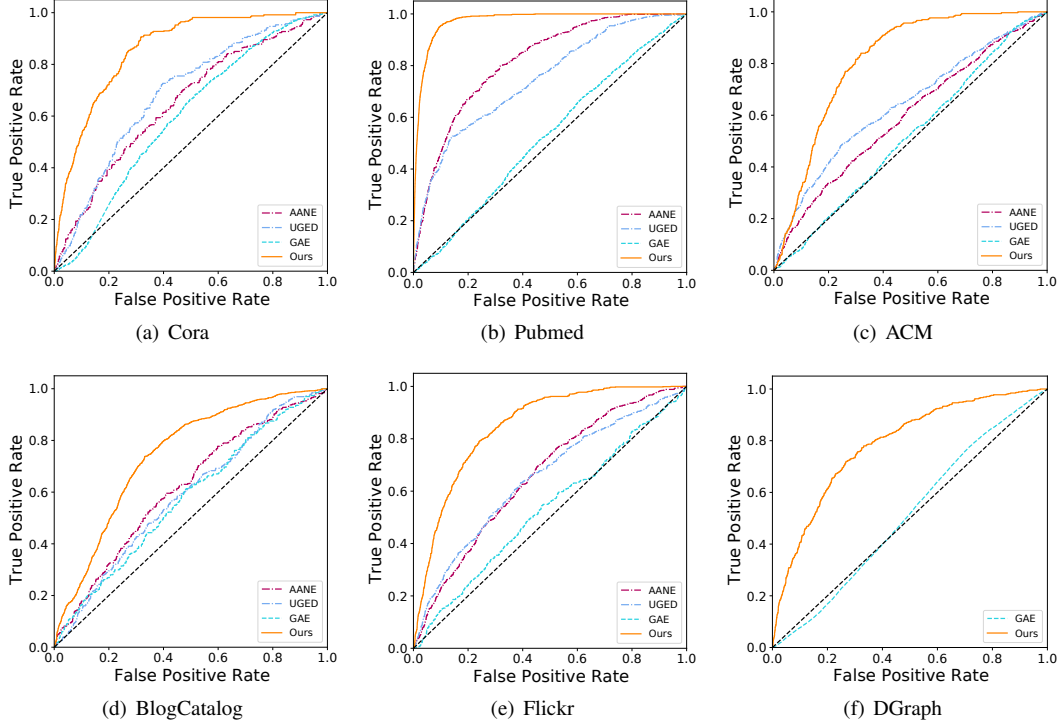 True Positive Rate
1.0
0.8
0.6
0.4
0.2
0.0
AANE
UGED
GAE
Ours
0.0 0.2 0.4 0.6 0.8 1.0
False Positive Rate
(a) Cora
True Positive Rate
1.0
0.8
0.6
0.4
0.2
0.0
AANE
UGED
GAE
Ours
0.0 0.2 0.4 0.6 0.8 1.0
False Positive Rate
(b) Pubmed
True Positive Rate
1.0
0.8
0.6
0.4
0.2
0.0
AANE
UGED
GAE
Ours
0.0 0.2 0.4 0.6 0.8 1.0
False Positive Rate
(c) ACM
True Positive Rate
1.0
0.8
0.6
0.4
0.2
0.0
AANE
UGED
GAE
Ours
0.0 0.2 0.4 0.6 0.8 1.0
False Positive Rate
(d) BlogCatalog
True Positive Rate
1.0
0.8
0.6
0.4
0.2
0.0
AANE
UGED
GAE
Ours
0.0 0.2 0.4 0.6 0.8 1.0
False Positive Rate
(e) Flickr
True Positive Rate
1.0
0.8
0.6
0.4
0.2
0.0
GAE
Ours
0.0 0.2 0.4 0.6 0.8 1.0
False Positive Rate
(f) DGraph